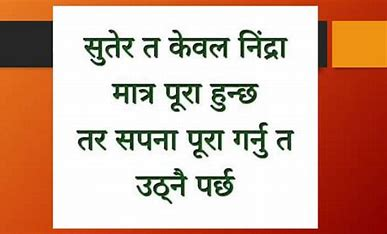 सुतेर त केवल निंद्रा
मात्र पूरा हुन्छ
तर सपना पूरा गर्नु त
उठ्नै पर्छ